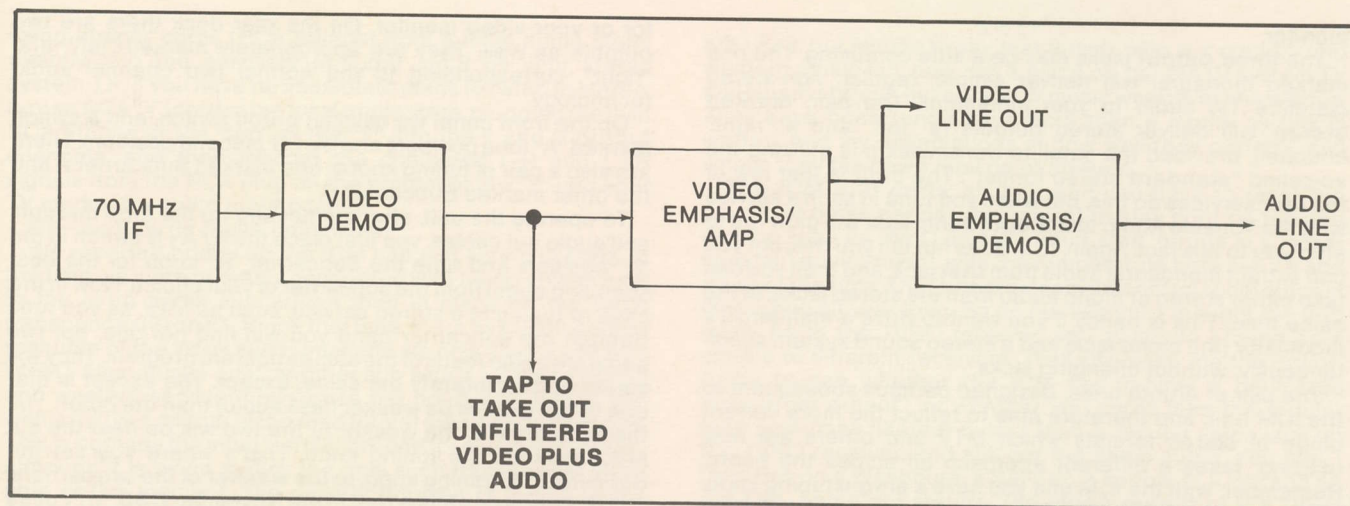 70 MHz
IF
VIDEO
DEMOD
VIDEO
EMPHASIS/
AMP
VIDEO
LINE OUT
AUDIO
EMPHASIS/
DEMOD
AUDIO
LINE
OUT
TAP TO
TAKE OUT
UNFILTERED
VIDEO PLUS
AUDIO